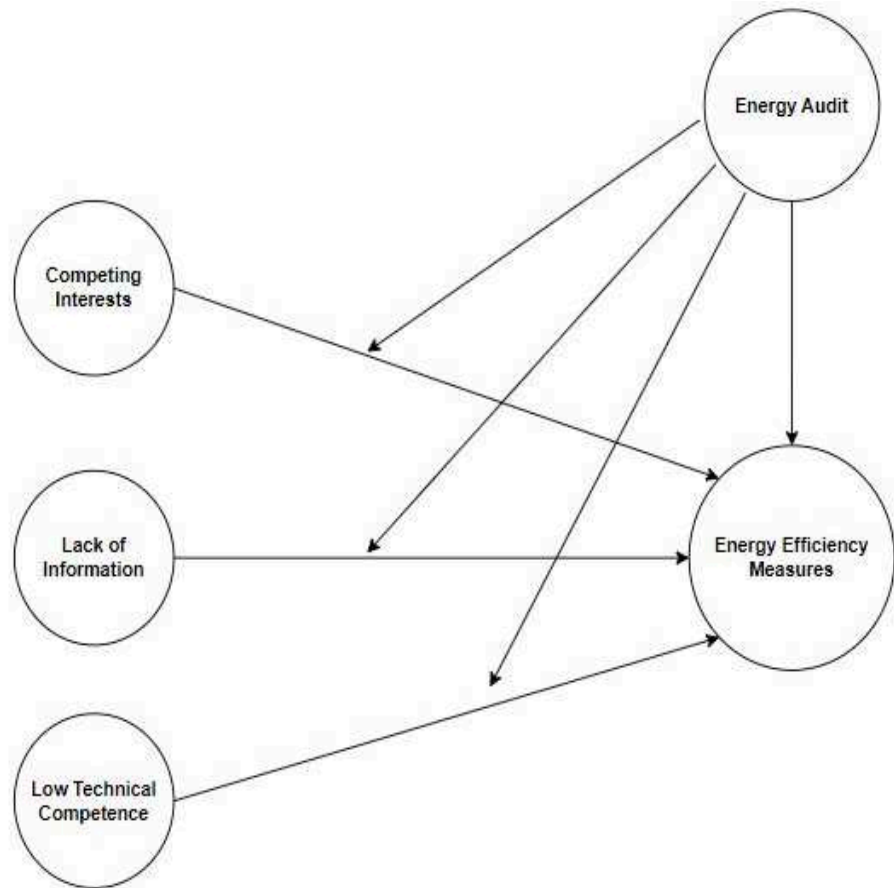 Energy Audit
Competing
Interests
Lack of
Information
Energy Efficiency
Measures
Low Technical
Competence